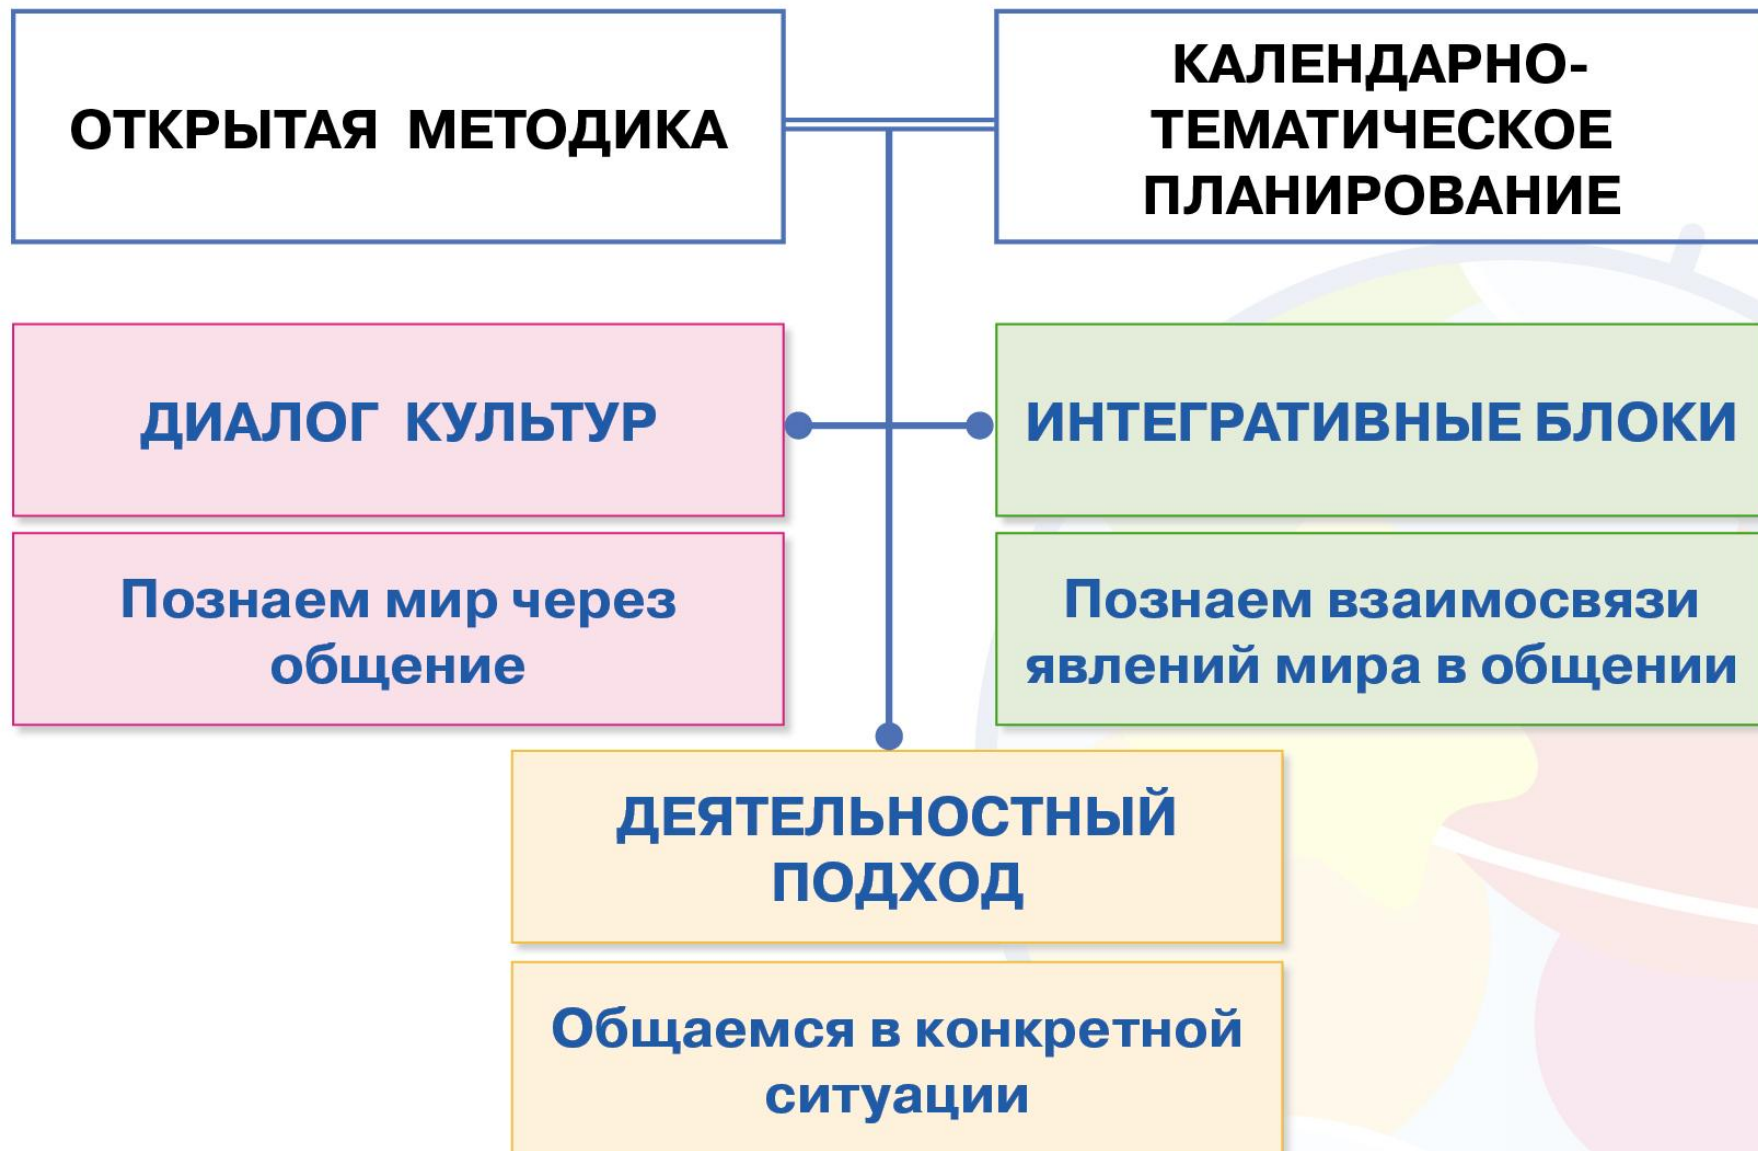 ОТКРЫТАЯ МЕТОДИКА
КАЛЕНДАРНО-
ТЕМАТИЧЕСКОЕ
ПЛАНИРОВАНИЕ
ДИАЛОГ КУЛЬТУР
ИНТЕГРАТИВНЫЕ БЛОКИ
Познаем мир через
общение
Познаем взаимосвязи
явлений мира в общении
ДЕЯТЕЛЬНОСТНЫЙ
ПОДХОД
Общаемся в конкретной
ситуации